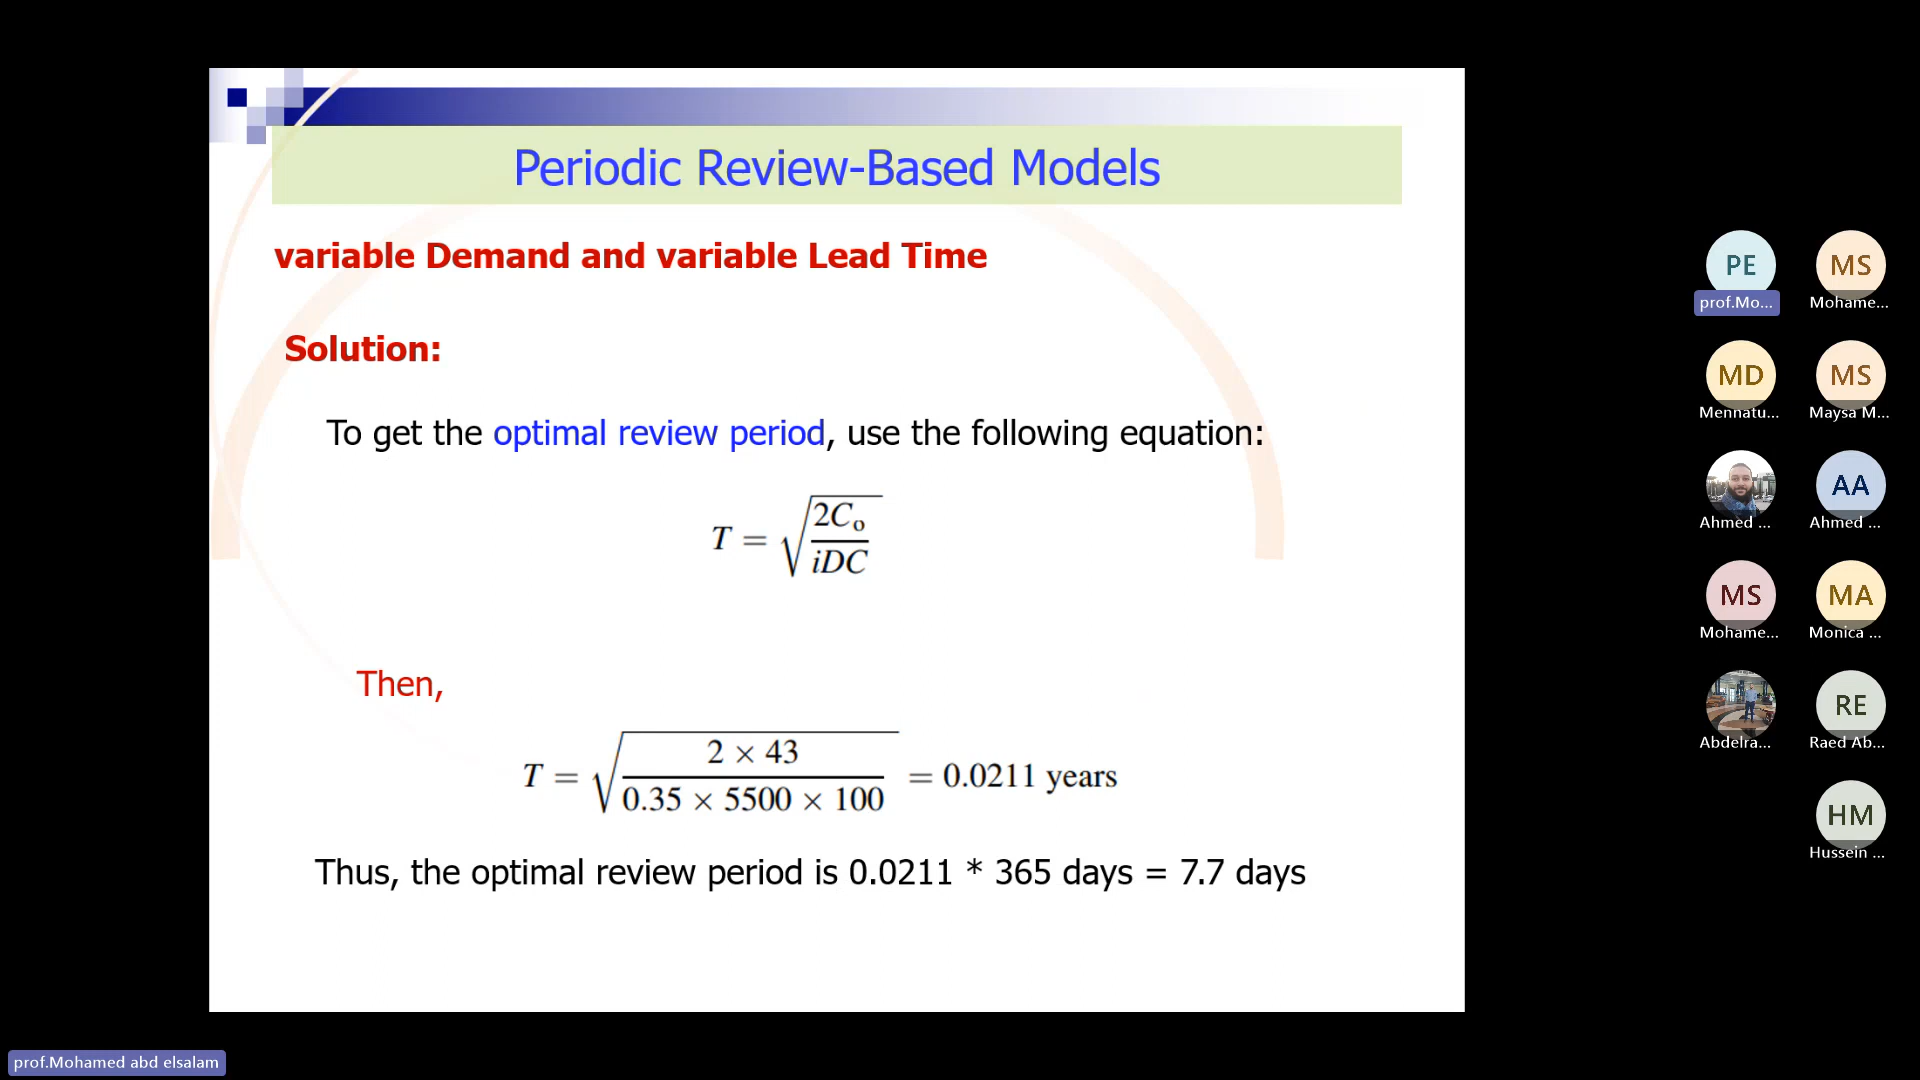 Periodic Review-Based Models
variable Demand and variable Lead Time
Solution:
To get the optimal review period, use the following equation:
T = √(2Cₒ / iDC)
Then,
T = √(2 × 43 / 0.35 × 5500 × 100) = 0.0211 years
Thus, the optimal review period is 0.0211 * 365 days = 7.7 days
PE
MS
prof.Mo...
Mohame...
MD
MS
Mennatu...
Maysa M...
AA
Ahmed ...
Ahmed ...
MS
MA
Mohame...
Monica ...
RE
Abdelra...
Raed Ab...
HM
Hussein ...
prof.Mohamed abd elsalam